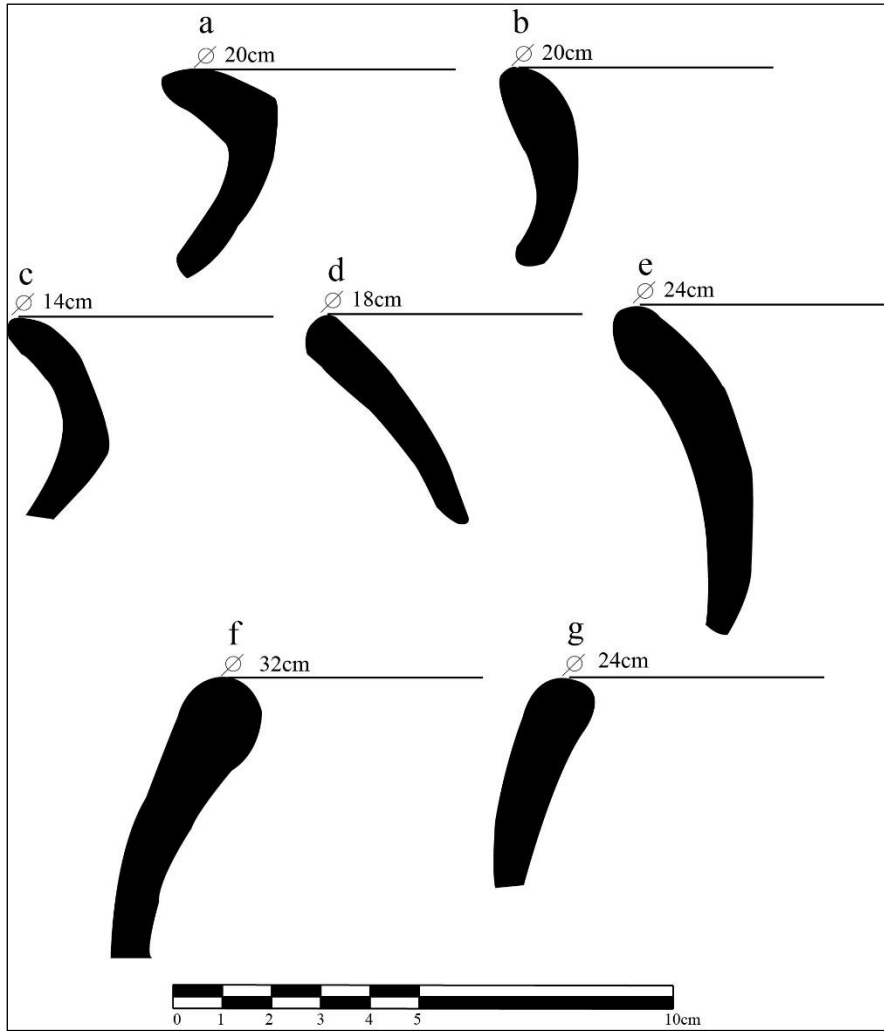 a b
⌀ 20cm ⌀ 20cm
c d e
⌀ 14cm ⌀ 18cm ⌀ 24cm
f g
⌀ 32cm ⌀ 24cm
0 1 2 3 4 5 10cm